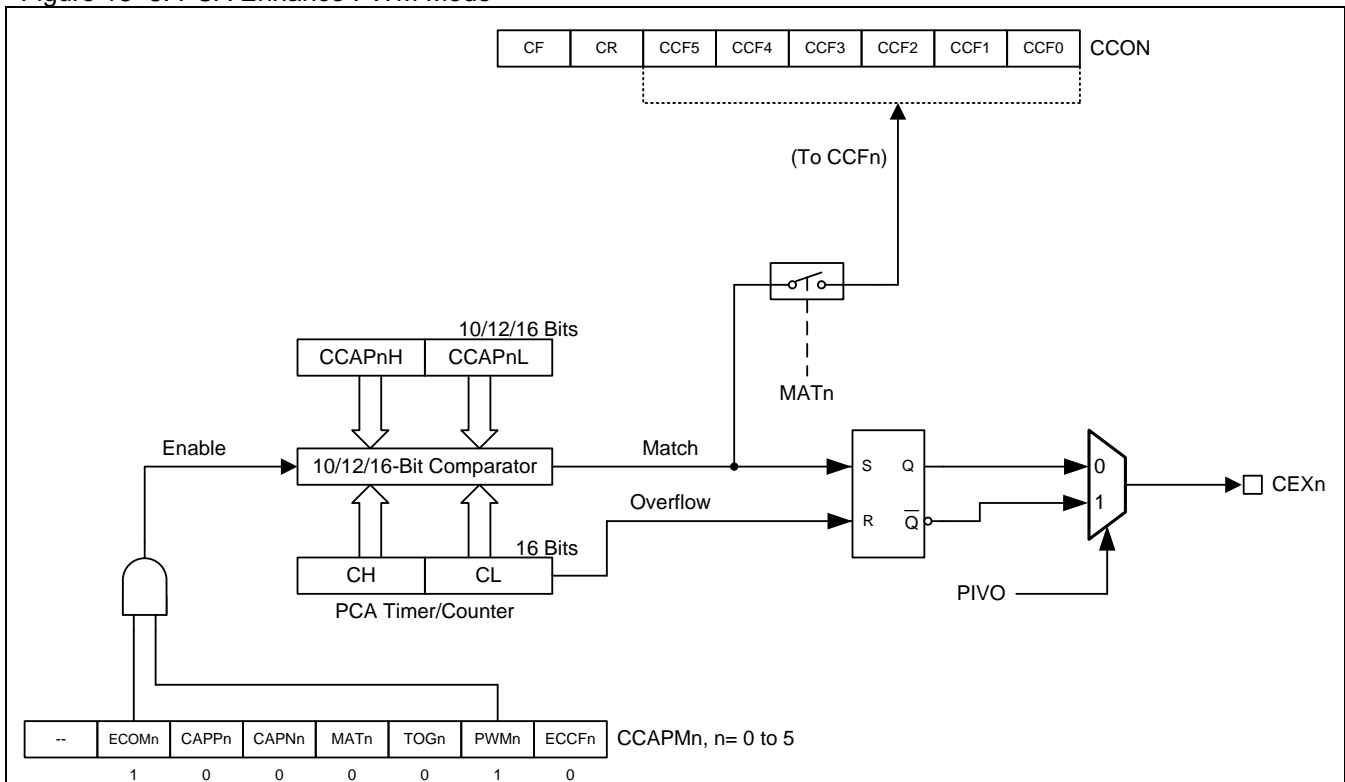 CF CR CCF5 CCF4 CCF3 CCF2 CCF1 CCF0 CCON
(To CCFn)
10/12/16 Bits
CCAPnH CCAPnL
MATn
Enable
10/12/16-Bit Comparator
Match
S Q
0
CEXn
Overflow
R Q
1
16 Bits
CH CL
PIVO
PCA Timer/Counter
-- ECOMn CAPPn CAPNn MATn TOGn PWMn ECCFn CCAPMn, n= 0 to 5
1 0 0 0 0 1 0